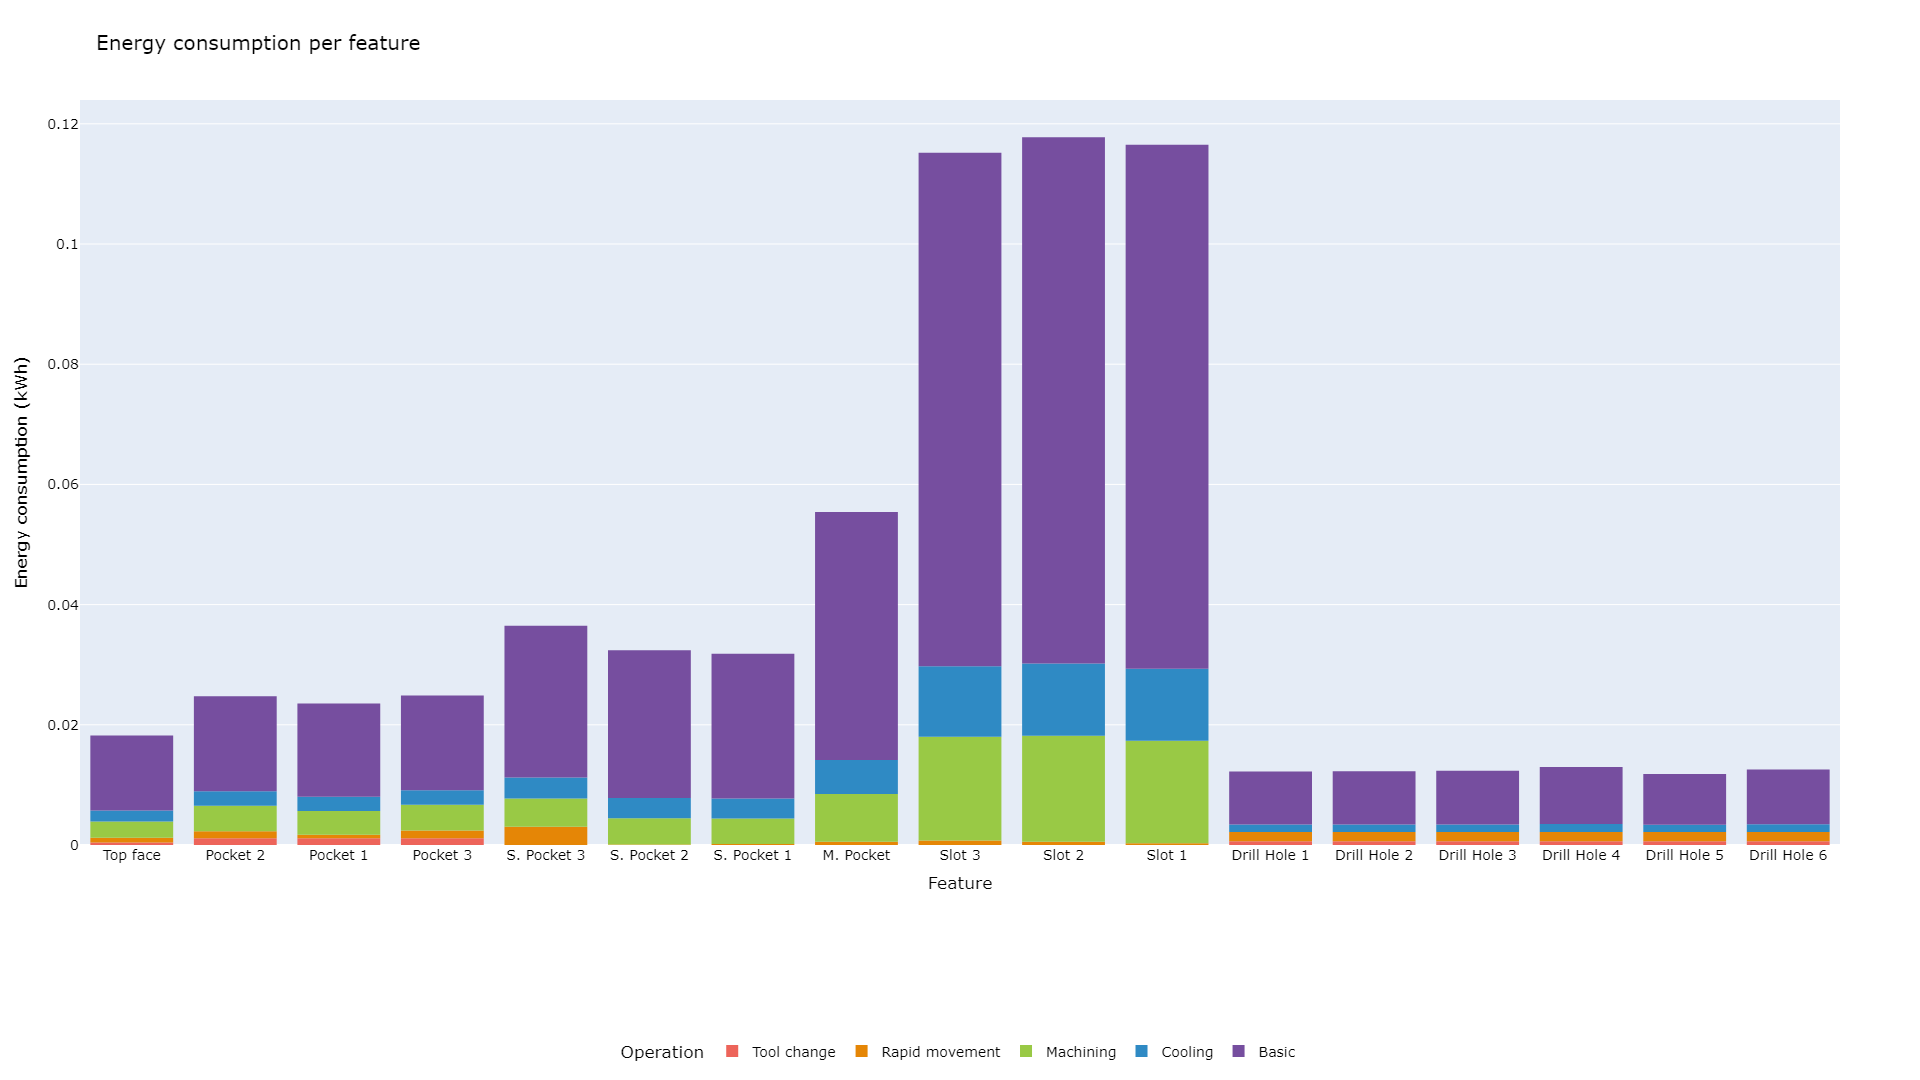 Energy consumption per feature
Energy consumption (kWh)
0.12
0.1
0.08
0.06
0.04
0.02
0
Top face Pocket 2 Pocket 1 Pocket 3 S. Pocket 3 S. Pocket 2 S. Pocket 1 M. Pocket Slot 3 Slot 2 Slot 1 Drill Hole 1 Drill Hole 2 Drill Hole 3 Drill Hole 4 Drill Hole 5 Drill Hole 6
Feature
Operation Tool change Rapid movement Machining Cooling Basic